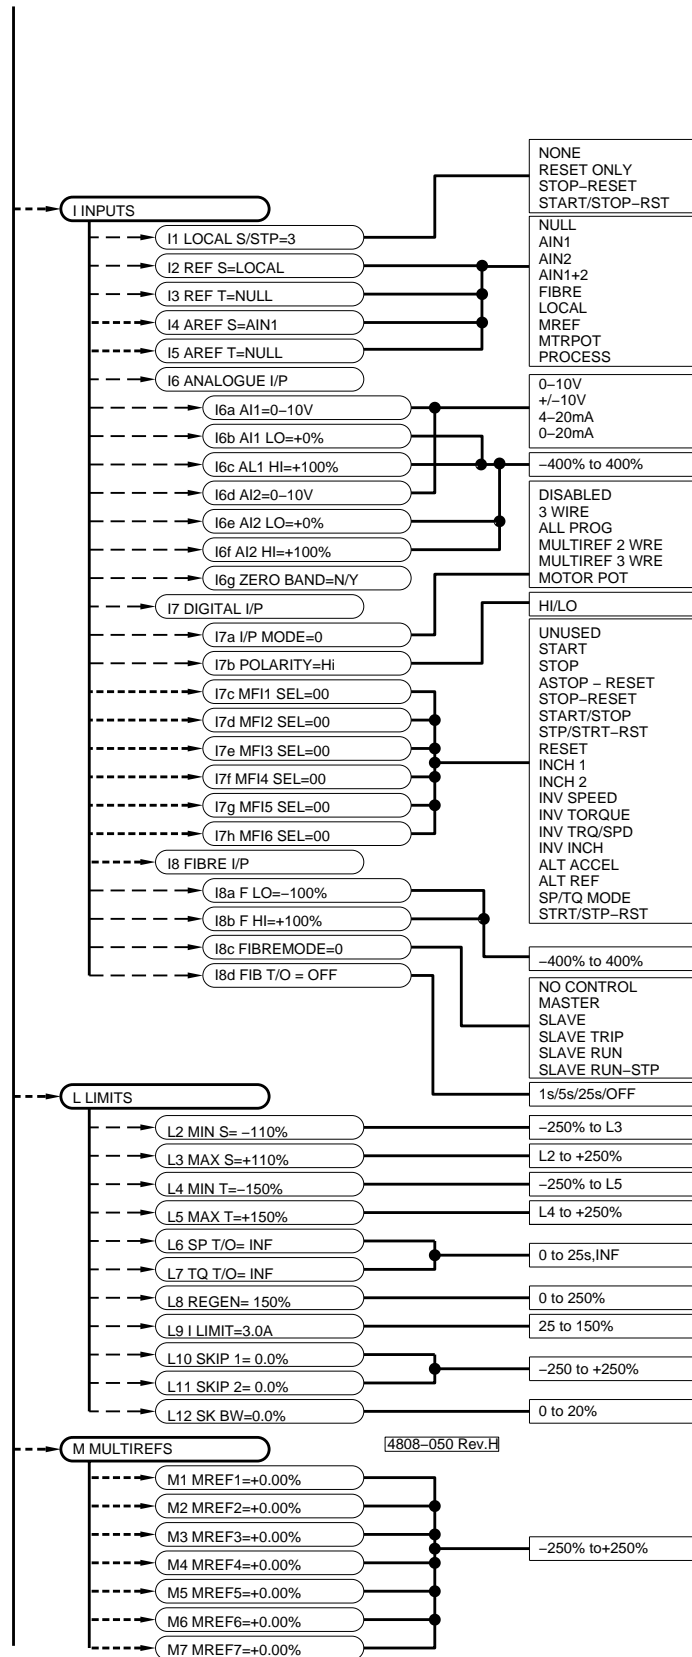 NONE
RESET ONLY
STOP–RESET
START/STOP–RST
I INPUTS
I1 LOCAL S/STP=3
I2 REF S=LOCAL
I3 REF T=NULL
I4 AREF S=AIN1
I5 AREF T=NULL
NULL
AIN1
AIN2
AIN1+2
FIBRE
LOCAL
MREF
MTRPOT
PROCESS
I6 ANALOGUE I/P
I6a AI1=0–10V
I6b AI1 LO=+0%
I6c AL1 HI=+100%
I6d AI2=0–10V
I6e AI2 LO=+0%
I6f AI2 HI=+100%
I6g ZERO BAND=N/Y
0–10V
+/–10V
4–20mA
0–20mA
–400% to 400%
DISABLED
3 WIRE
ALL PROG
MULTIREF 2 WRE
MULTIREF 3 WRE
MOTOR POT
I7 DIGITAL I/P
I7a I/P MODE=0
I7b POLARITY=Hi
I7c MFI1 SEL=00
I7d MFI2 SEL=00
I7e MFI3 SEL=00
I7f MFI4 SEL=00
I7g MFI5 SEL=00
I7h MFI6 SEL=00
HI/LO
UNUSED
START
STOP
ASTOP – RESET
STOP–RESET
START/STOP
STP/STRT–RST
RESET
INCH 1
INCH 2
INV SPEED
INV TORQUE
INV TRQ/SPD
INV INCH
ALT ACCEL
ALT REF
SP/TQ MODE
STRT/STP–RST
I8 FIBRE I/P
I8a F LO=–100%
I8b F HI=+100%
I8c FIBREMODE=0
I8d FIB T/O = OFF
–400% to 400%
NO CONTROL
MASTER
SLAVE
SLAVE TRIP
SLAVE RUN
SLAVE RUN–STP
1s/5s/25s/OFF
L LIMITS
L2 MIN S= –110%
–250% to L3
L3 MAX S=+110%
L2 to +250%
L4 MIN T=–150%
–250% to L5
L5 MAX T=+150%
L4 to +250%
L6 SP T/O= INF
L7 TQ T/O= INF
0 to 25s,INF
L8 REGEN= 150%
0 to 250%
L9 I LIMIT=3.0A
25 to 150%
L10 SKIP 1= 0.0%
L11 SKIP 2= 0.0%
–250 to +250%
L12 SK BW=0.0%
0 to 20%
M MULTIREFS
4808–050 Rev.H
M1 MREF1=+0.00%
M2 MREF2=+0.00%
M3 MREF3=+0.00%
M4 MREF4=+0.00%
M5 MREF5=+0.00%
M6 MREF6=+0.00%
M7 MREF7=+0.00%
–250% to+250%